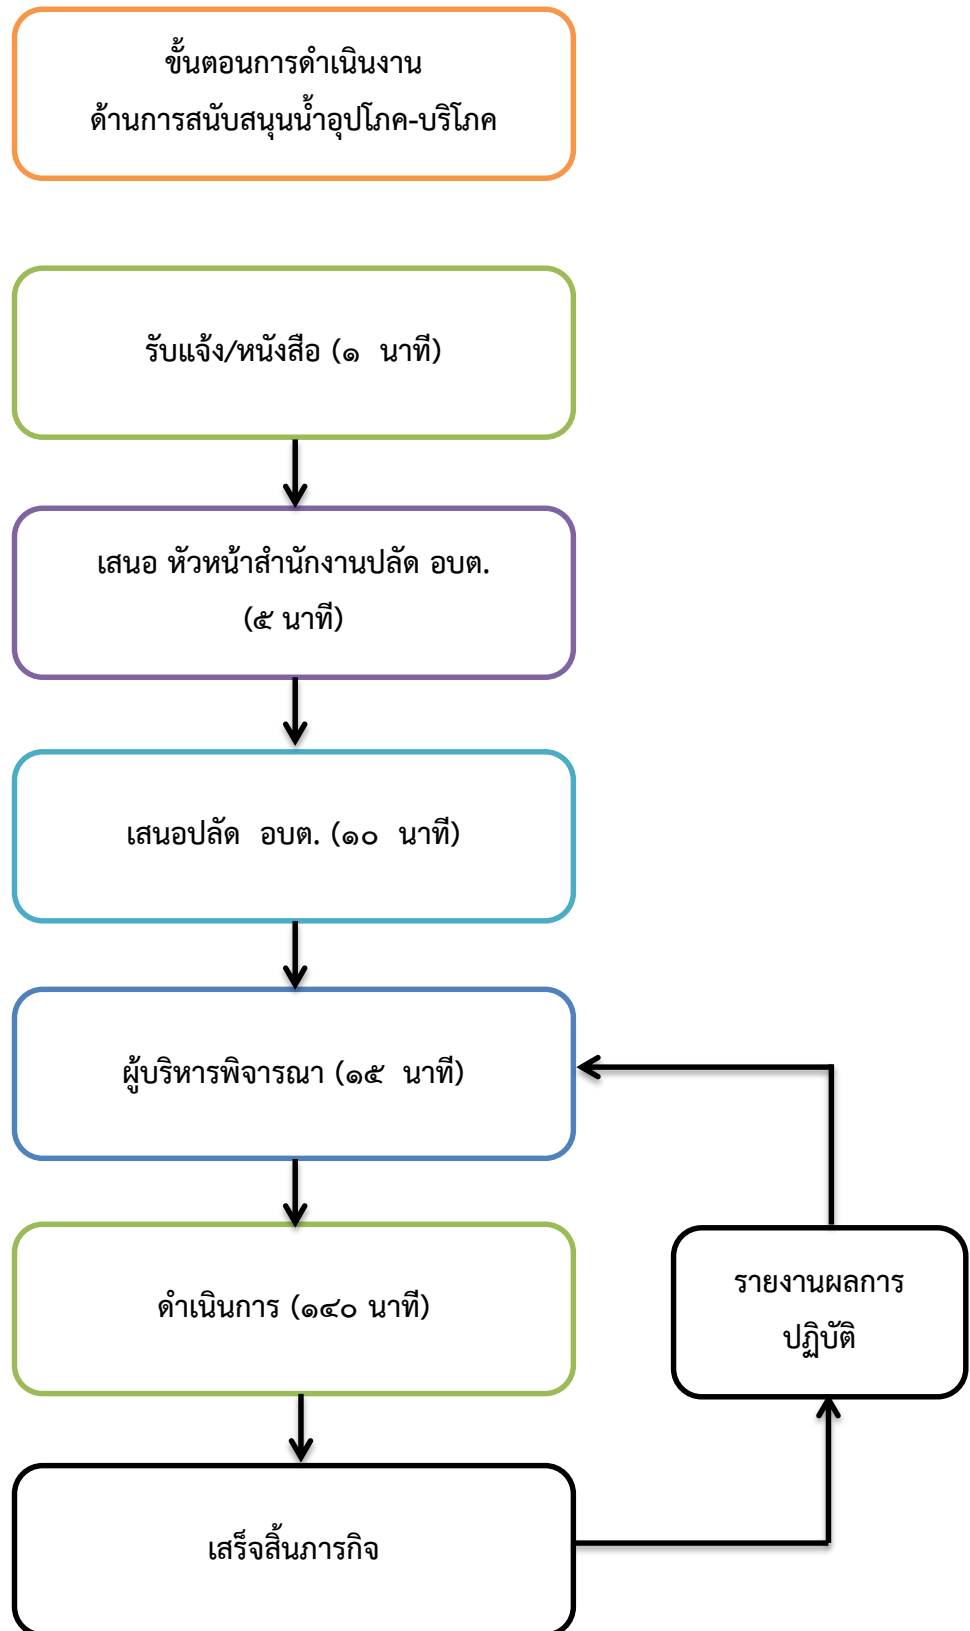 ขั้นตอนการดำเนินงาน
ด้านการสนับสนุนน้ำอุปโภค-บริโภค
รับแจ้ง/หนังสือ (๑ นาที)
เสนอ หัวหน้าสำนักงานปลัด อบต.
(๕ นาที)
เสนอปลัด อบต. (๑๐ นาที)
ผู้บริหารพิจารณา (๑๕ นาที)
ดำเนินการ (๑๔๐ นาที)
รายงานผลการ
ปฏิบัติ
เสร็จสิ้นภารกิจ